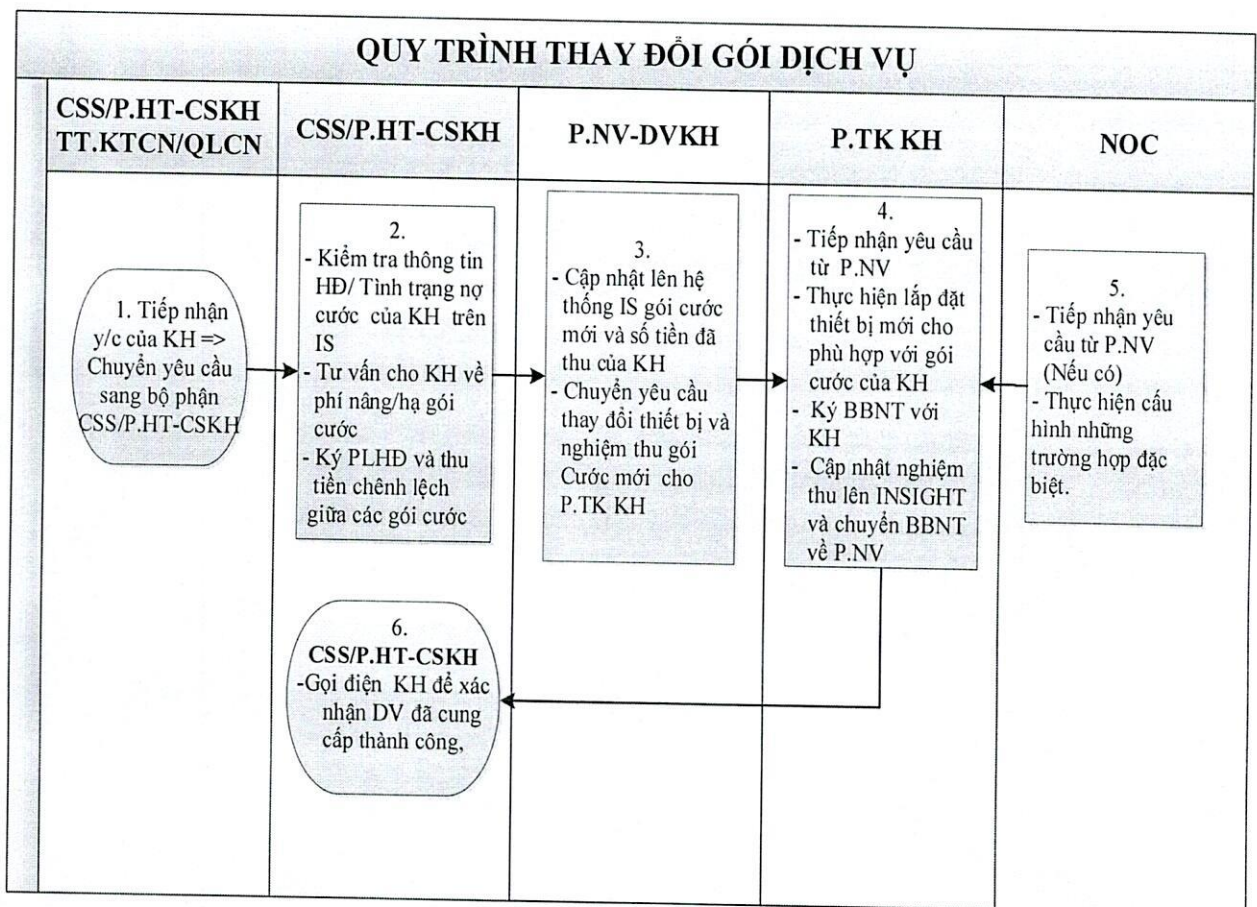 QUY TRÌNH THAY ĐỔI GÓI DỊCH VỤ
CSS/P.HT-CSKH
TT.KTCN/QLCN
CSS/P.HT-CSKH
P.NV-DVKH
P.TK KH
NOC
1. Tiếp nhận
y/c của KH =>
Chuyển yêu cầu
sang bộ phận
CSS/P.HT-CSKH
2.
- Kiểm tra thông tin
HĐ/ Tình trạng nợ
cước của KH trên
IS
- Tư vấn cho KH về
phí nâng/hạ gói
cước
- Ký PLHĐ và thu
tiền chênh lệch
giữa các gói cước
3.
- Cập nhật lên hệ
thống IS gói cước
mới và số tiền đã
thu của KH
- Chuyển yêu cầu
thay đổi thiết bị và
nghiệm thu gói
Cước mới cho
P.TK KH
4.
- Tiếp nhận yêu cầu
từ P.NV
- Thực hiện lắp đặt
thiết bị mới cho
phù hợp với gói
cước của KH
- Ký BBNT với
KH
- Cập nhật nghiệm
thu lên INSIGHT
và chuyển BBNT
về P.NV
5.
- Tiếp nhận yêu
cầu từ P.NV
(Nếu có)
- Thực hiện cấu
hình những
trường hợp đặc
biệt.
6.
CSS/P.HT-CSKH
-Gọi điện KH để xác
nhận DV đã cung
cấp thành công,